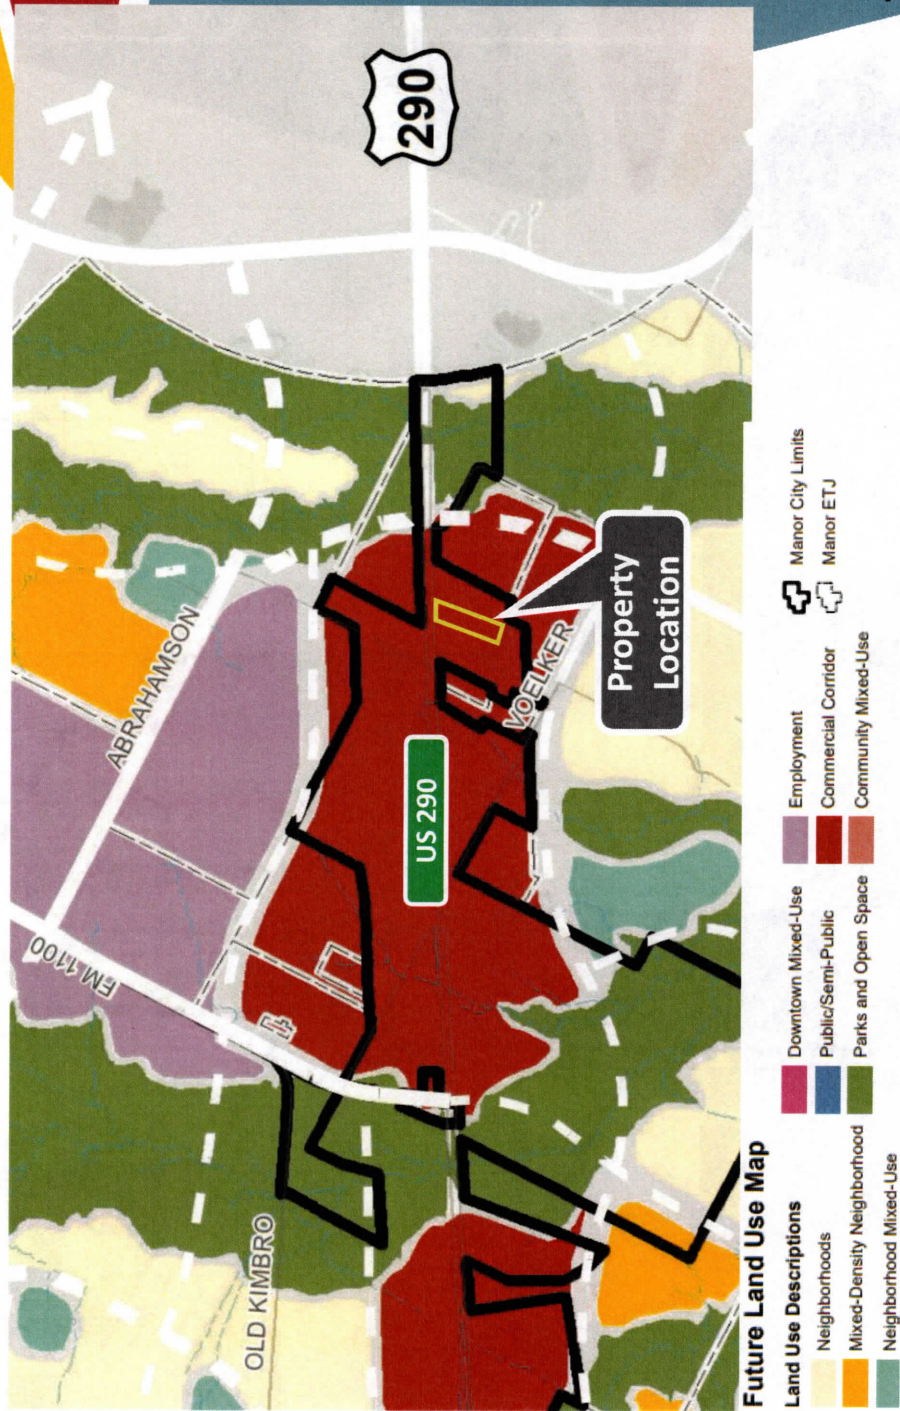 290
ABRAHAMSON
FM 1100
OLD KIMBRO
US 290
VOELKER
Property
Location
Future Land Use Map
Land Use Descriptions
Neighborhoods
Mixed-Density Neighborhood
Neighborhood Mixed-Use
Downtown Mixed-Use
Public/Semi-Public
Parks and Open Space
Employment
Commercial Corridor
Community Mixed-Use
Manor City Limits
Manor ETJ